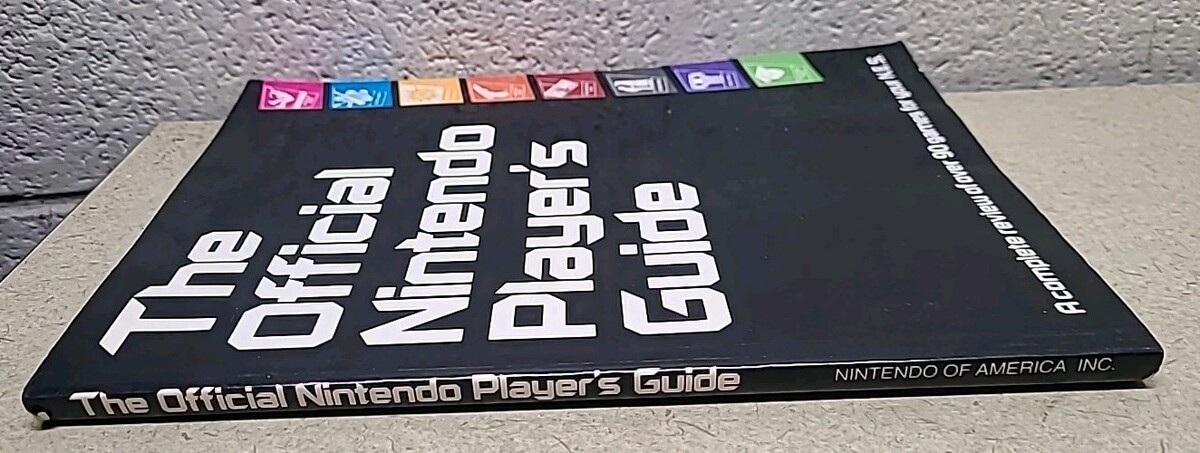 The
Official
Nintendo
Player's
Guide
A complete review of over 90 games for your N.E.S.
The Official Nintendo Player's Guide
NINTENDO OF AMERICA INC.